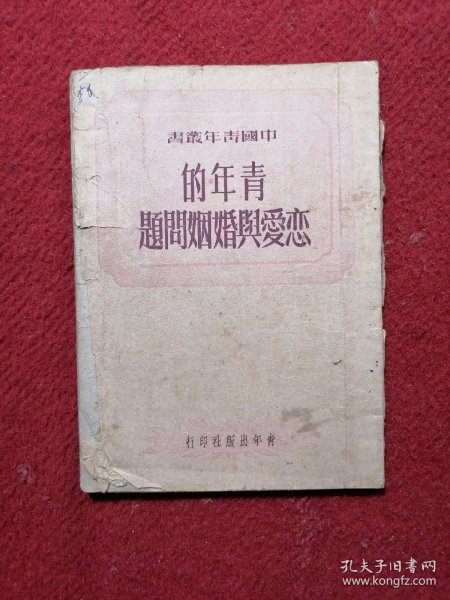 中國青年叢書
青年的
恋愛與婚姻問題
青年出版社印行
孔夫子旧书网
www.kongfz.com